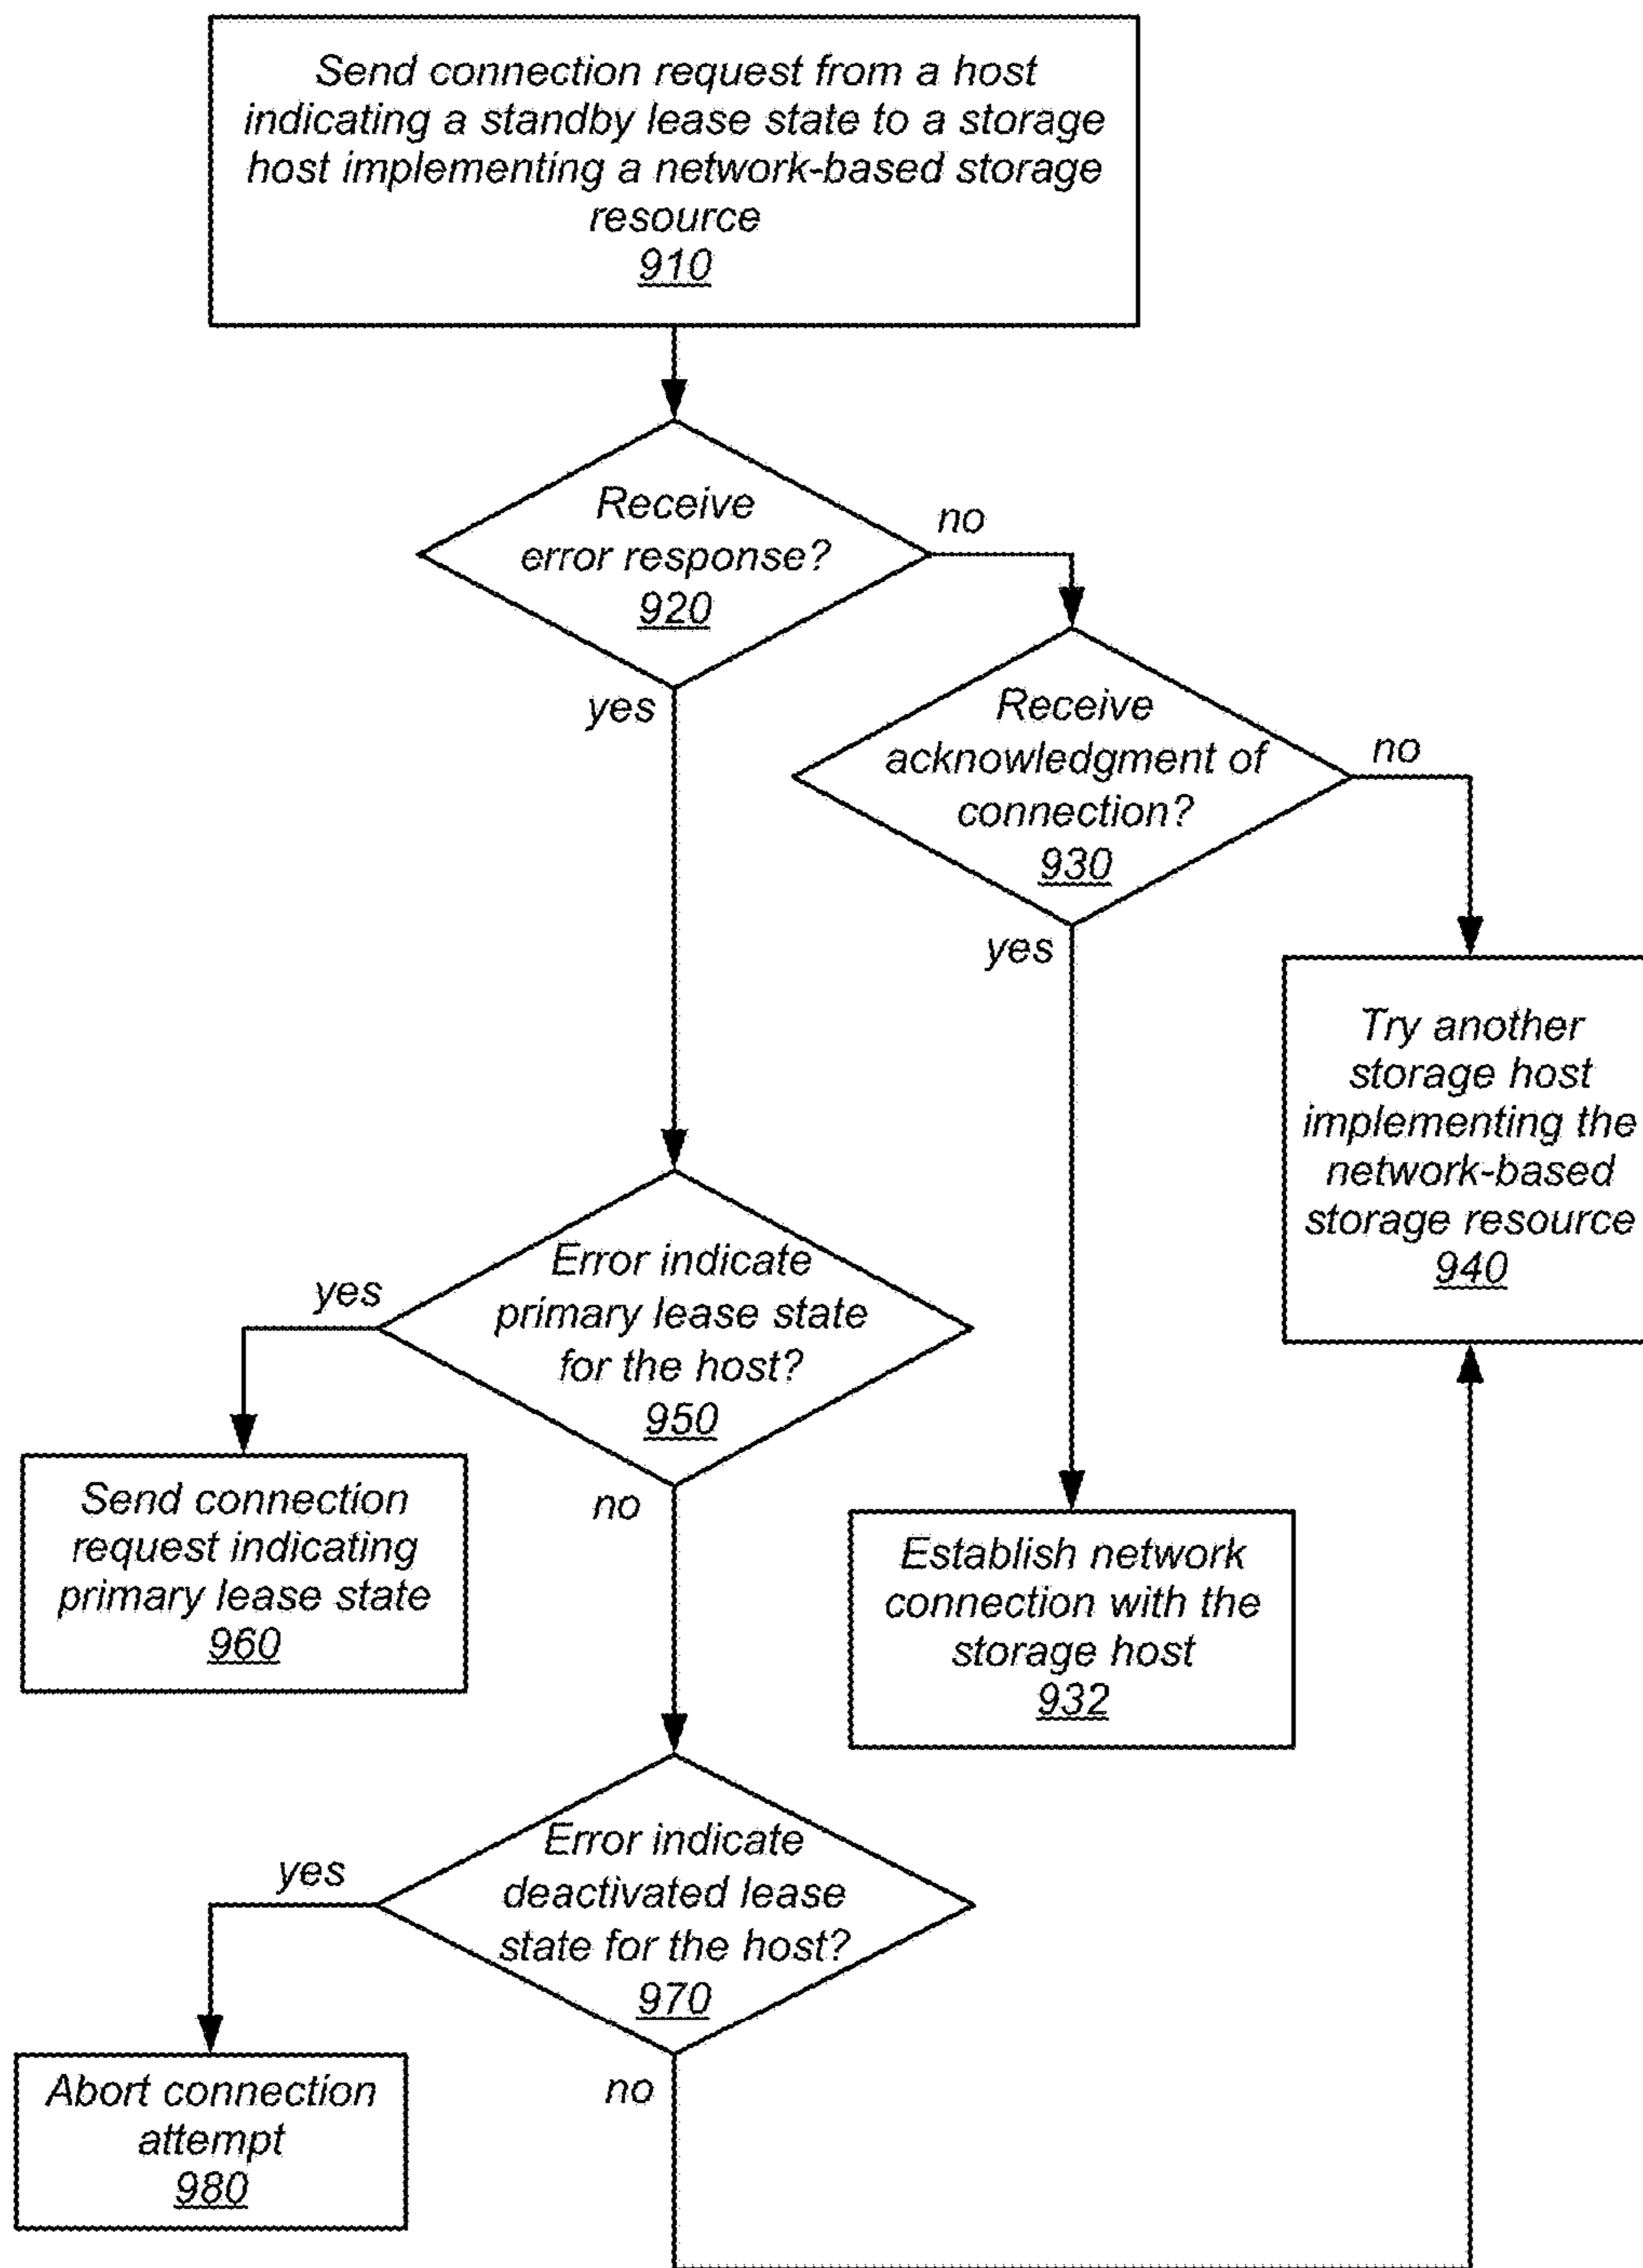 Send connection request from a host
indicating a standby lease state to a storage
host implementing a network-based storage
resource
910
Receive
error response?
920
no
yes
Receive
acknowledgment of
connection?
930
no
yes
Try another
storage host
implementing the
network-based
storage resource
940
Error indicate
primary lease state
for the host?
950
yes
no
Send connection
request indicating
primary lease state
960
Establish network
connection with the
storage host
932
Error indicate
deactivated lease
state for the host?
970
yes
no
Abort connection
attempt
980